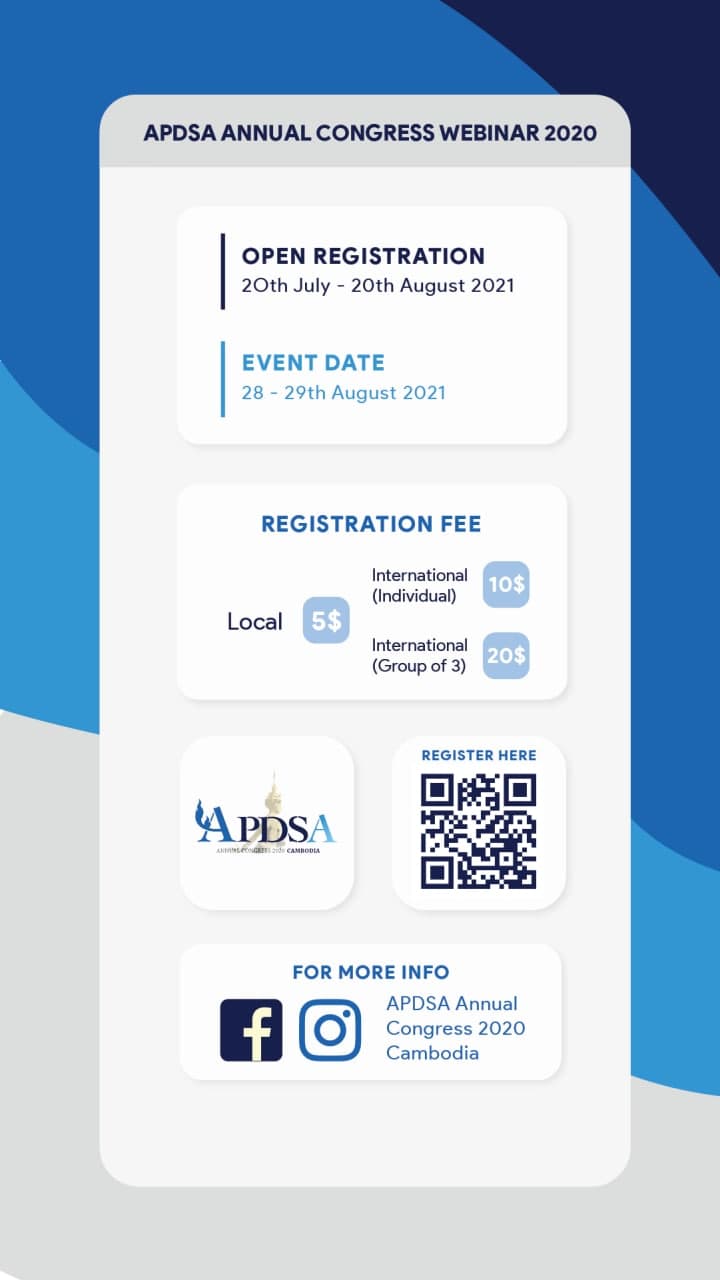 APDSA ANNUAL CONGRESS WEBINAR 2020
OPEN REGISTRATION
20th July - 20th August 2021
EVENT DATE
28 - 29th August 2021
REGISTRATION FEE
Local 5$
International
(Individual) 10$
International
(Group of 3) 20$
APDSA
ANNUAL CONGRESS 2020 CAMBODIA
REGISTER HERE
FOR MORE INFO
APDSA Annual
Congress 2020
Cambodia